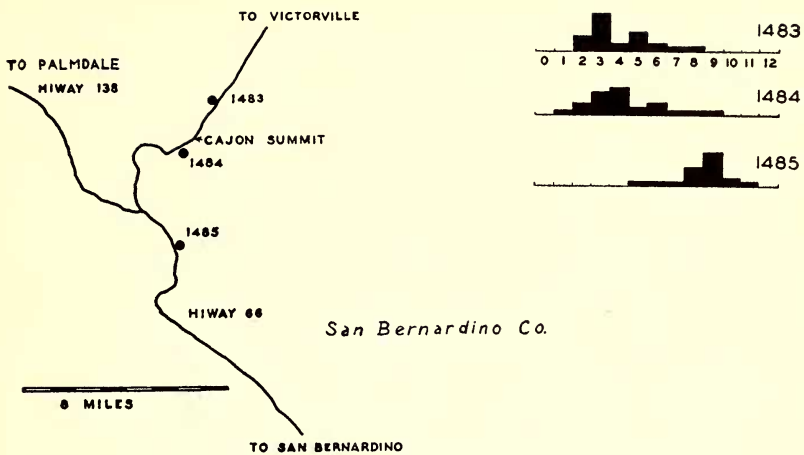 TO VICTORVILLE
TO PALMDALE
HIWAY 138
1483
CAJON SUMMIT
1484
1485
HIWAY 66
San Bernardino Co.
8 MILES
TO SAN BERNARDINO
1483
0 1 2 3 4 5 6 7 8 9 10 11 12
1484
1485